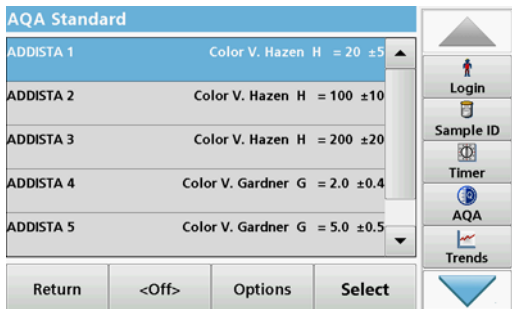 AQA Standard
ADDISTA 1 Color V. Hazen H = 20 ±5
ADDISTA 2 Color V. Hazen H = 100 ±10
ADDISTA 3 Color V. Hazen H = 200 ±20
ADDISTA 4 Color V. Gardner G = 2.0 ±0.4
ADDISTA 5 Color V. Gardner G = 5.0 ±0.5
Return <Off> Options Select
Login
Sample ID
Timer
AQA
Trends